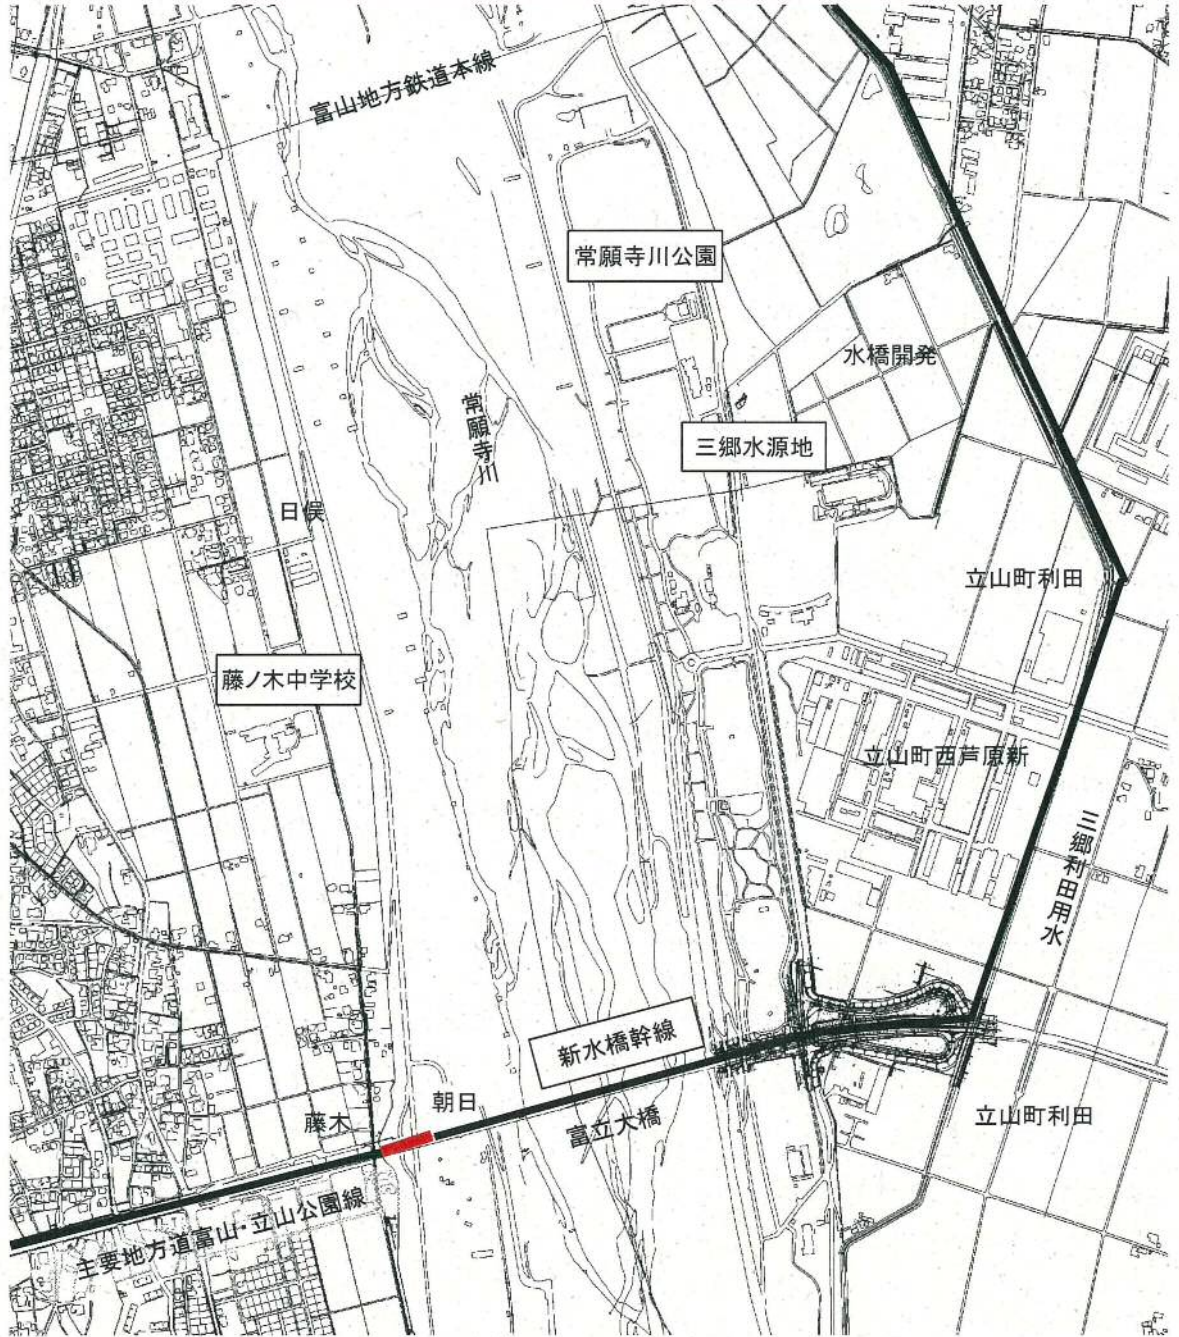 富山地方鉄道本線
常願寺川公園
水橋開発
常願寺川
三郷水源地
日俣
立山町利田
藤ノ木中学校
立山町西芦原新
三郷利田用水
新水橋幹線
朝日
藤木
富立大橋
立山町利田
主要地方道富山・立山公園線